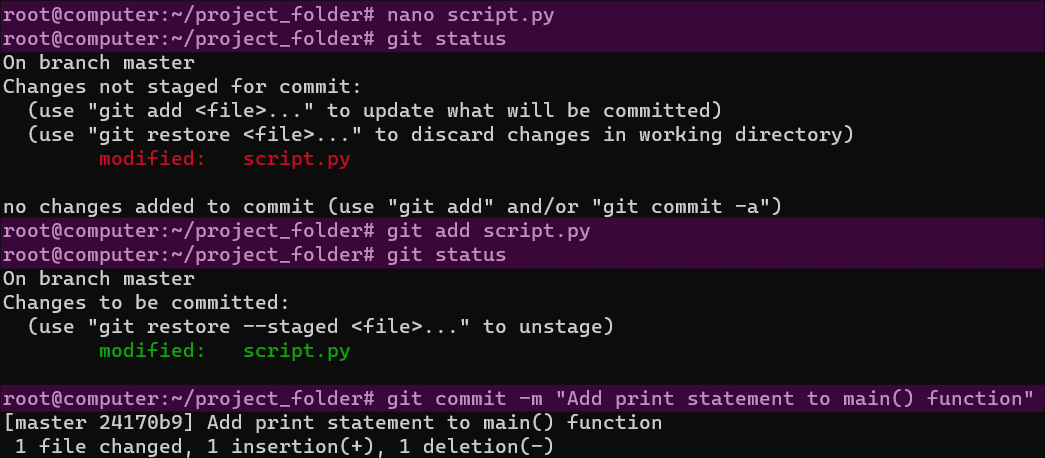 root@computer:~/project_folder# nano script.py
root@computer:~/project_folder# git status
On branch master
Changes not staged for commit:
  (use "git add <file>..." to update what will be committed)
  (use "git restore <file>..." to discard changes in working directory)
        modified:   script.py

no changes added to commit (use "git add" and/or "git commit -a")
root@computer:~/project_folder# git add script.py
root@computer:~/project_folder# git status
On branch master
Changes to be committed:
  (use "git restore --staged <file>..." to unstage)
        modified:   script.py

root@computer:~/project_folder# git commit -m "Add print statement to main() function"
[master 24170b9] Add print statement to main() function
 1 file changed, 1 insertion(+), 1 deletion(-)